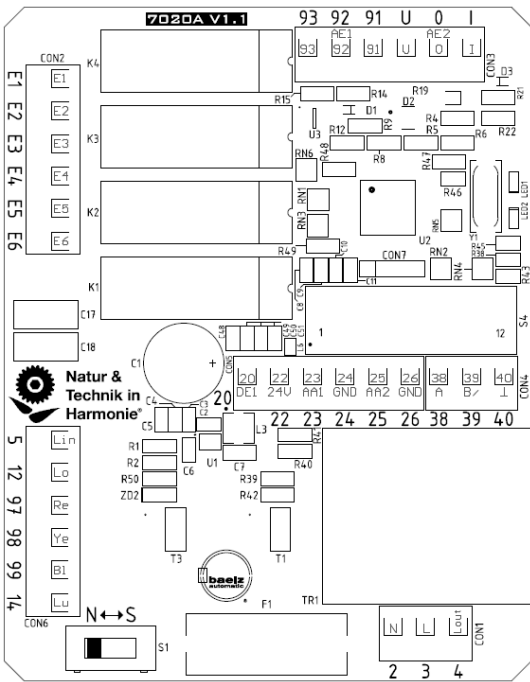 7020A V1.1
93 92 91 U 0 I
AE1 AE2
93 92 91 U 0 I
CON3
CON2
E1 E1
E2 E2
E3 E3
E4 E4
E5 E5
E6 E6
K4
K3
K2
K1
R15 R14
R19
D3
R21
U3
D1
D2
R4
R22
R12 R9
R8
R5
R6
RN6
R48
R47
R46
LED1
LED2
RN1
RN3
RN5
U2
Y1
R45
R38
R43
R49
C10
CON7
RN2
RN4
C9
C8
C11
C17
C18
C48
C49
C50
C51
L6
1 12
S4
C1
+
CON5
20 22 23 24 25 26 38 39 40
DE1 24V AA1 GND AA2 GND A B/ ⊥
CON4
20 22 23 24 25 26 38 39 40
Natur &
Technik in
Harmonie®
C4
C3
C5
C2
L3
R41
R1
R2
R50
ZD2
C6
U1
C7
R40
R39
R42
5 Lin
12 Lo
97 Re
98 Ye
99 Bl
14 Lu
CON6
T3
T1
baelz
automatic
F1
TR1
N↔S
S1
N L Lout
CON1
2 3 4